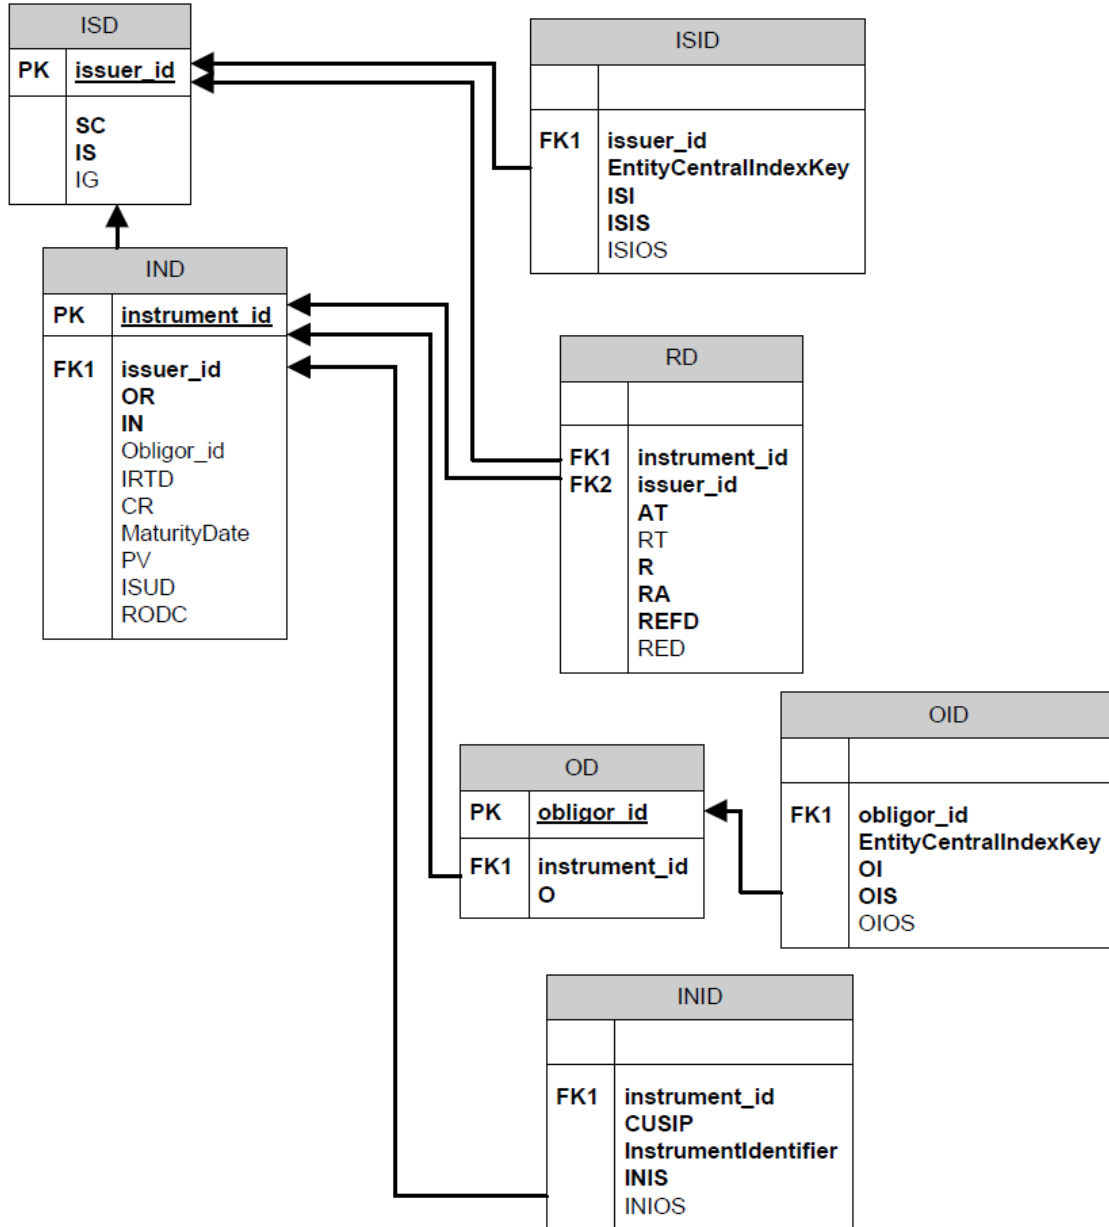 ISD
PK issuer_id
SC
IS
IG
ISID
FK1 issuer_id
EntityCentralIndexKey
ISI
ISIS
ISIOS
IND
PK instrument_id
FK1 issuer_id
OR
IN
Obligor_id
IRTD
CR
MaturityDate
PV
ISUD
RODC
RD
FK1 instrument_id
FK2 issuer_id
AT
RT
R
RA
REFD
RED
OID
FK1 obligor_id
EntityCentralIndexKey
OI
OIS
OIOS
OD
PK obligor_id
FK1 instrument_id
O
INID
FK1 instrument_id
CUSIP
InstrumentIdentifier
INIS
INIOS